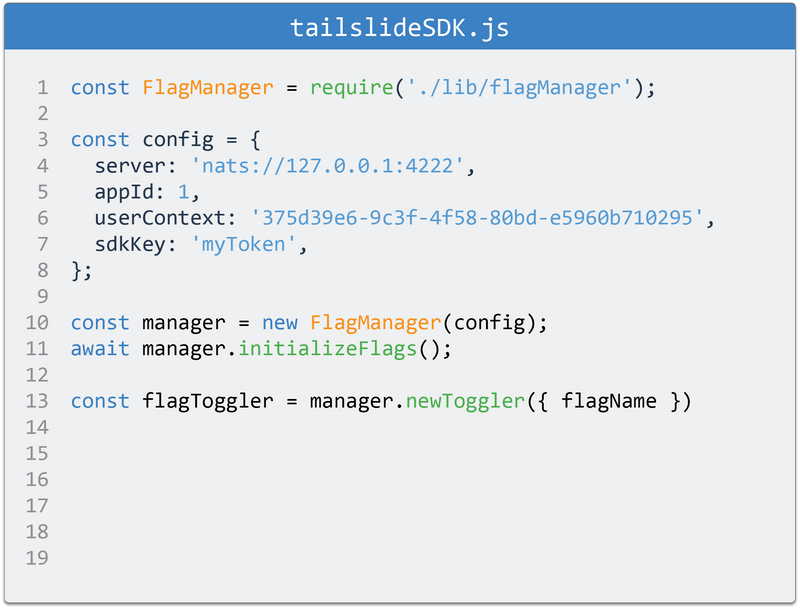 tailslideSDK.js
1 const FlagManager = require('./lib/flagManager');
2
3 const config = {
4   server: 'nats://127.0.0.1:4222',
5   appId: 1,
6   userContext: '375d39e6-9c3f-4f58-80bd-e5960b710295',
7   sdkKey: 'myToken',
8 };
9
10 const manager = new FlagManager(config);
11 await manager.initializeFlags();
12
13 const flagToggler = manager.newToggler({ flagName })
14
15
16
17
18
19